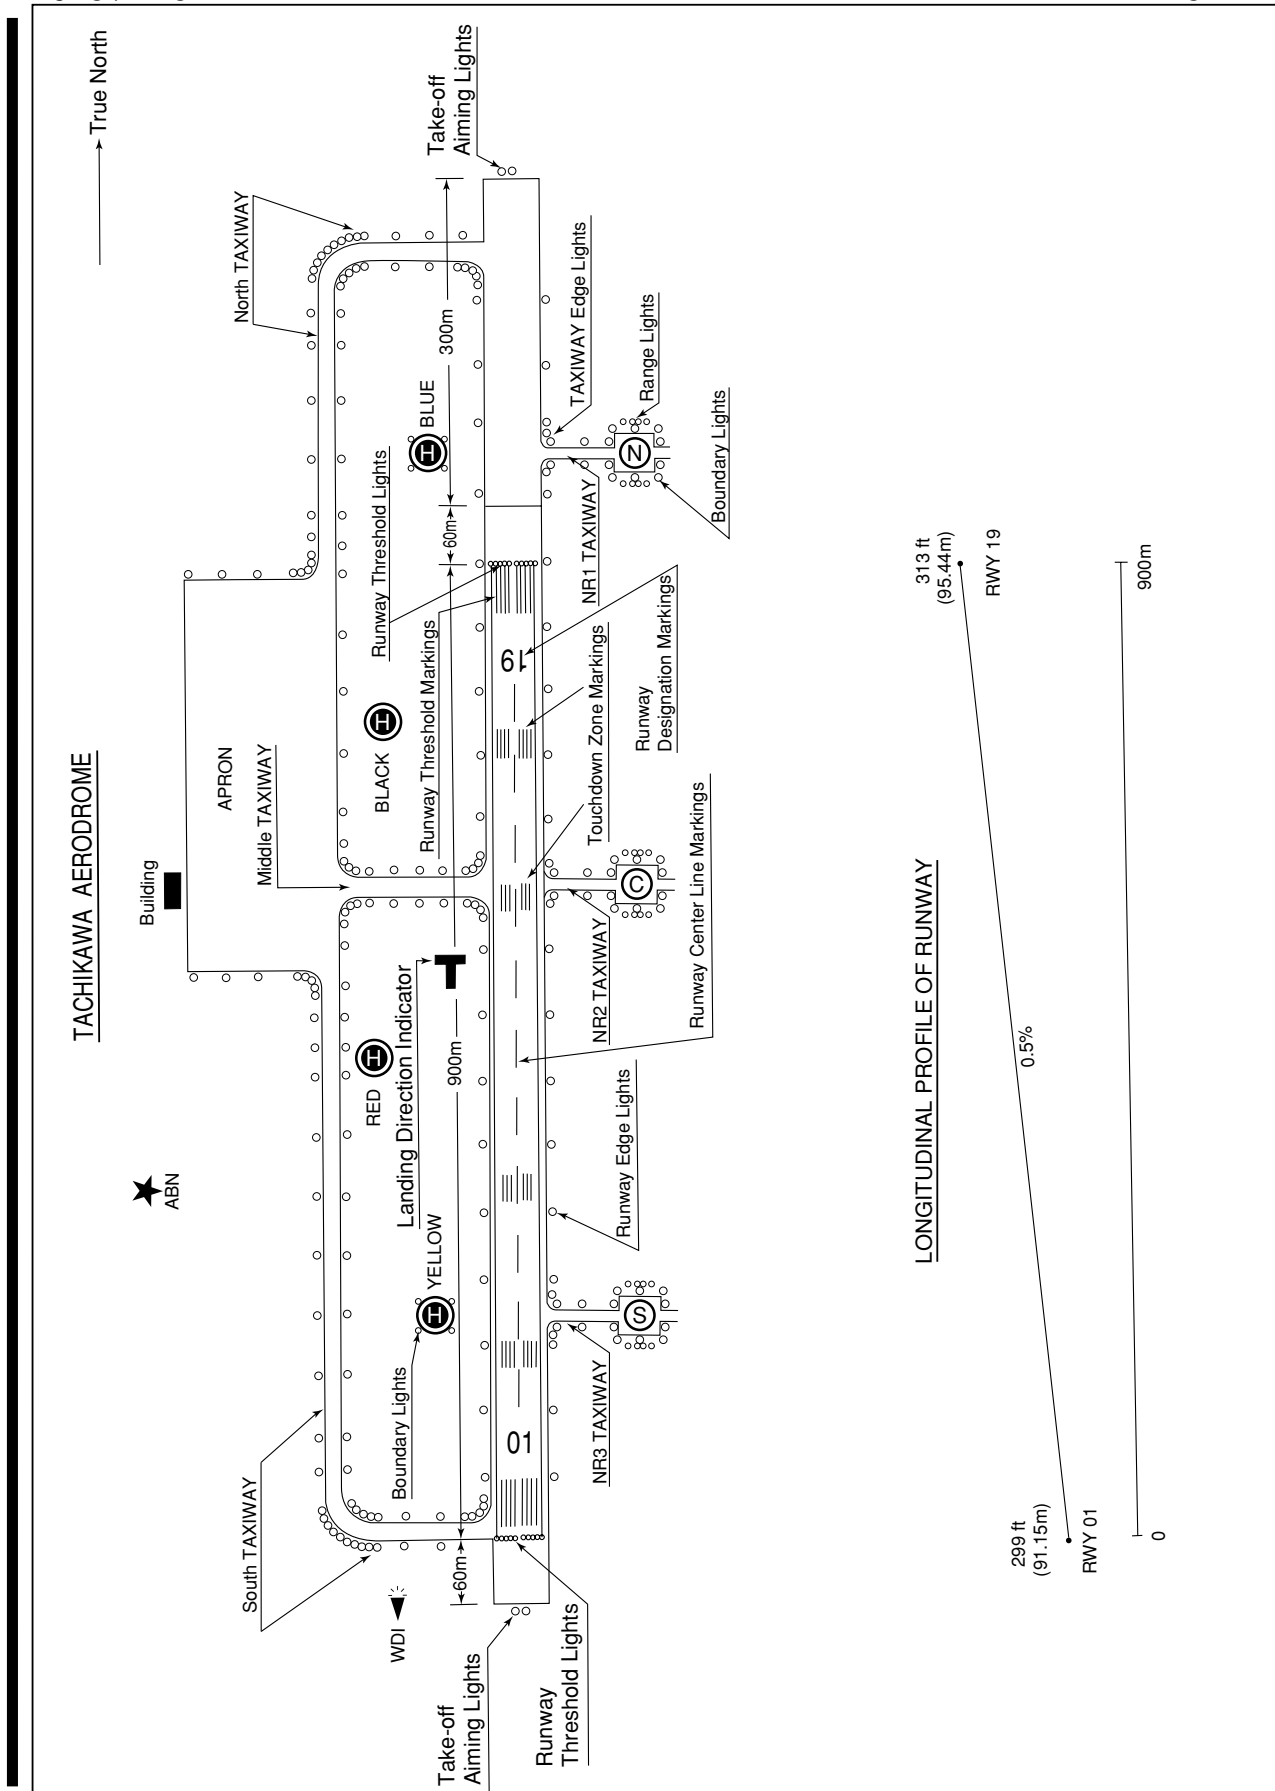 TACHIKAWA AERODROME
True North
Building
ABN
APRON
North TAXIWAY
Middle TAXIWAY
South TAXIWAY
Take-off
Aiming Lights
300m
60m
900m
60m
H
BLUE
H
BLACK
H
RED
H
YELLOW
Runway Threshold Lights
Runway Threshold Markings
Landing Direction Indicator
Boundary Lights
WDI
Take-off
Aiming Lights
Runway
Threshold Lights
01
19
TAXIWAY Edge Lights
Range Lights
Boundary Lights
NR1 TAXIWAY
N
Touchdown Zone Markings
Runway
Designation Markings
NR2 TAXIWAY
C
Runway Center Line Markings
Runway Edge Lights
NR3 TAXIWAY
S
LONGITUDINAL PROFILE OF RUNWAY
299 ft
(91.15m)
RWY 01
0.5%
313 ft
(95.44m)
RWY 19
0
900m